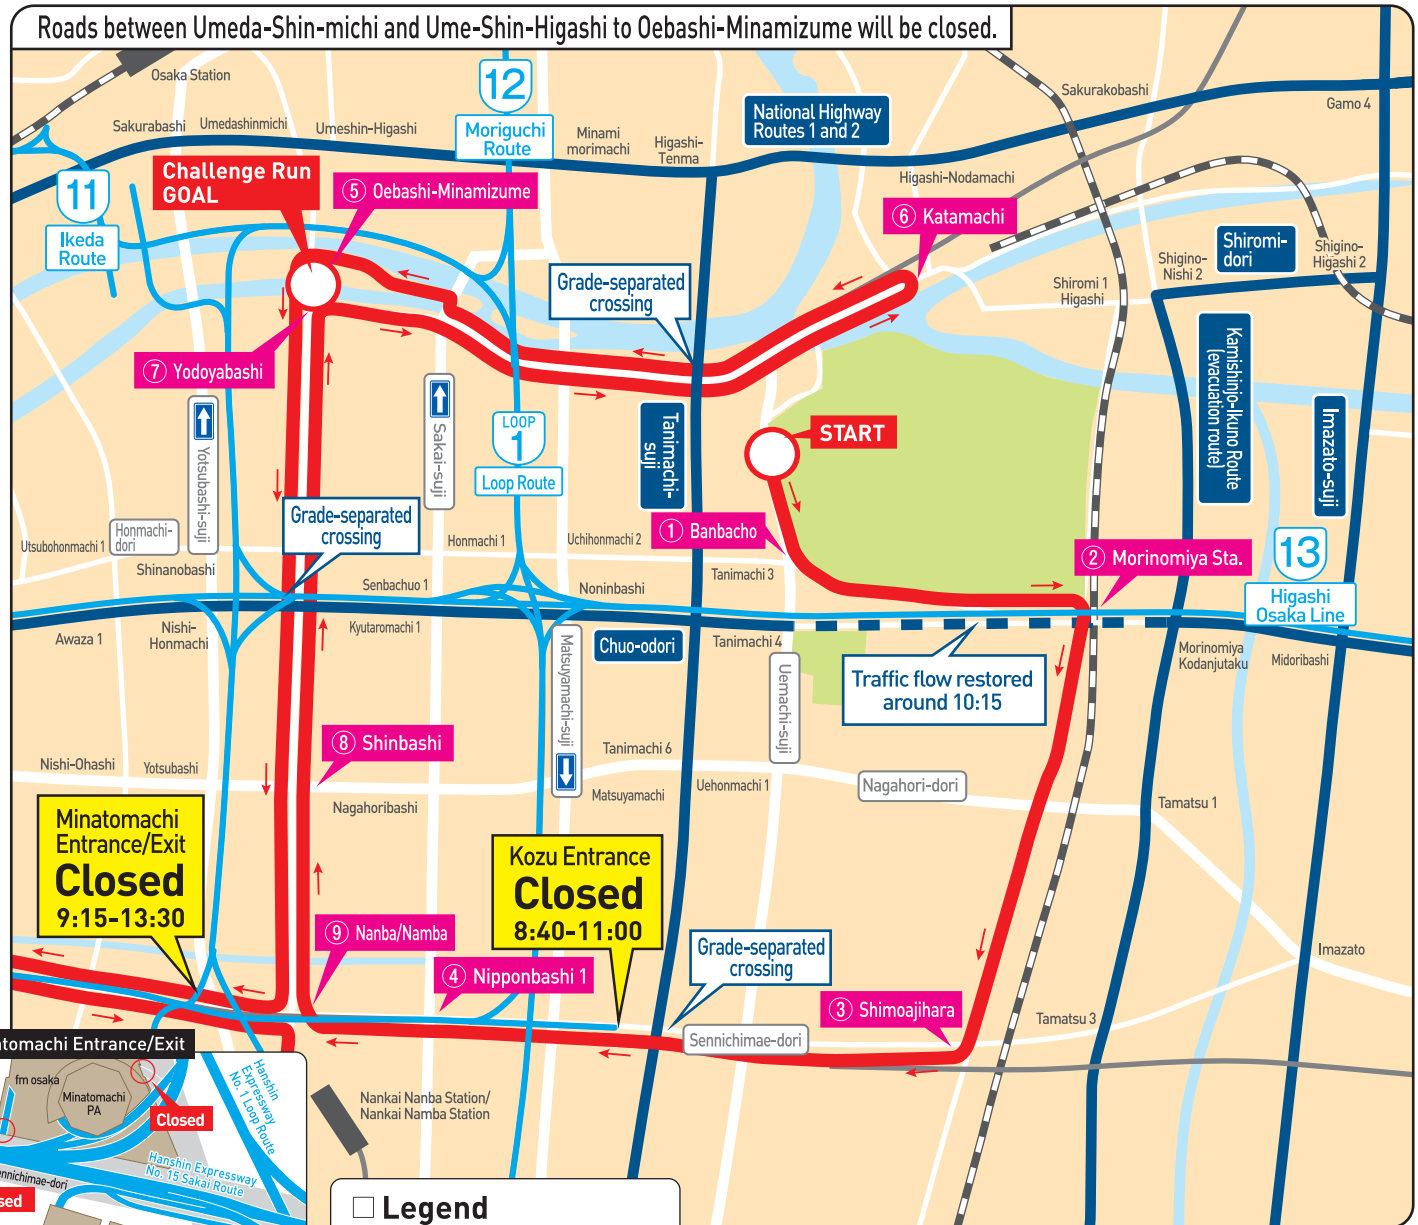 Roads between Umeda-Shin-michi and Ume-Shin-Higashi to Oebashi-Minamizume will be closed.
Osaka Station
12
Moriguchi
Route
National Highway
Routes 1 and 2
Sakurakobashi
Gamo 4
Sakurabashi
Umedashinmichi
Umeshin-Higashi
Minami
morimachi
Higashi-
Tenma
Challenge Run
GOAL
⑤ Oebashi-Minamizume
Higashi-Nodamachi
11
Ikeda
Route
⑥ Katamachi
Shiromi-
dori
Shigino-
Higashi 2
Shigino-
Nishi 2
Grade-separated
crossing
Shiromi 1
Higashi
⑦ Yodoyabashi
Kamishinjo-Ikuno Route
(evacuation route)
Yotsubashi-suji
Sakai-suji
LOOP
1
Loop Route
Tanimachi-
suji
START
Imazato-suji
Grade-separated
crossing
Honmachi-
dori
Utsubohonmachi 1
Honmachi 1
Uchihonmachi 2
① Banbacho
② Morinomiya Sta.
13
Higashi
Osaka Line
Shinanobashi
Senbachuo 1
Noninbashi
Tanimachi 3
Awaza 1
Nishi-
Honmachi
Kyutaromachi 1
Matsuyamachi-suji
Chuo-odori
Tanimachi 4
Uemachi-suji
Traffic flow restored
around 10:15
Morinomiya
Kodanjutaku
Midoribashi
⑧ Shinbashi
Tanimachi 6
Nishi-Ohashi
Yotsubashi
Nagahoribashi
Matsuyamachi
Uehonmachi 1
Nagahori-dori
Tamatsu 1
Minatomachi
Entrance/Exit
Closed
9:15-13:30
Kozu Entrance
Closed
8:40-11:00
⑨ Nanba/Namba
④ Nipponbashi 1
Grade-separated
crossing
Imazato
③ Shimoajihara
Tamatsu 3
Sennichimae-dori
tomachi Entrance/Exit
fm osaka
Minatomachi
PA
Closed
Hanshin
Expressway
No. 1 Loop Route
Nankai Nanba Station/
Nankai Namba Station
Hanshin Expressway
No. 15 Sakai Route
ennichimae-dori
sed
□ Legend